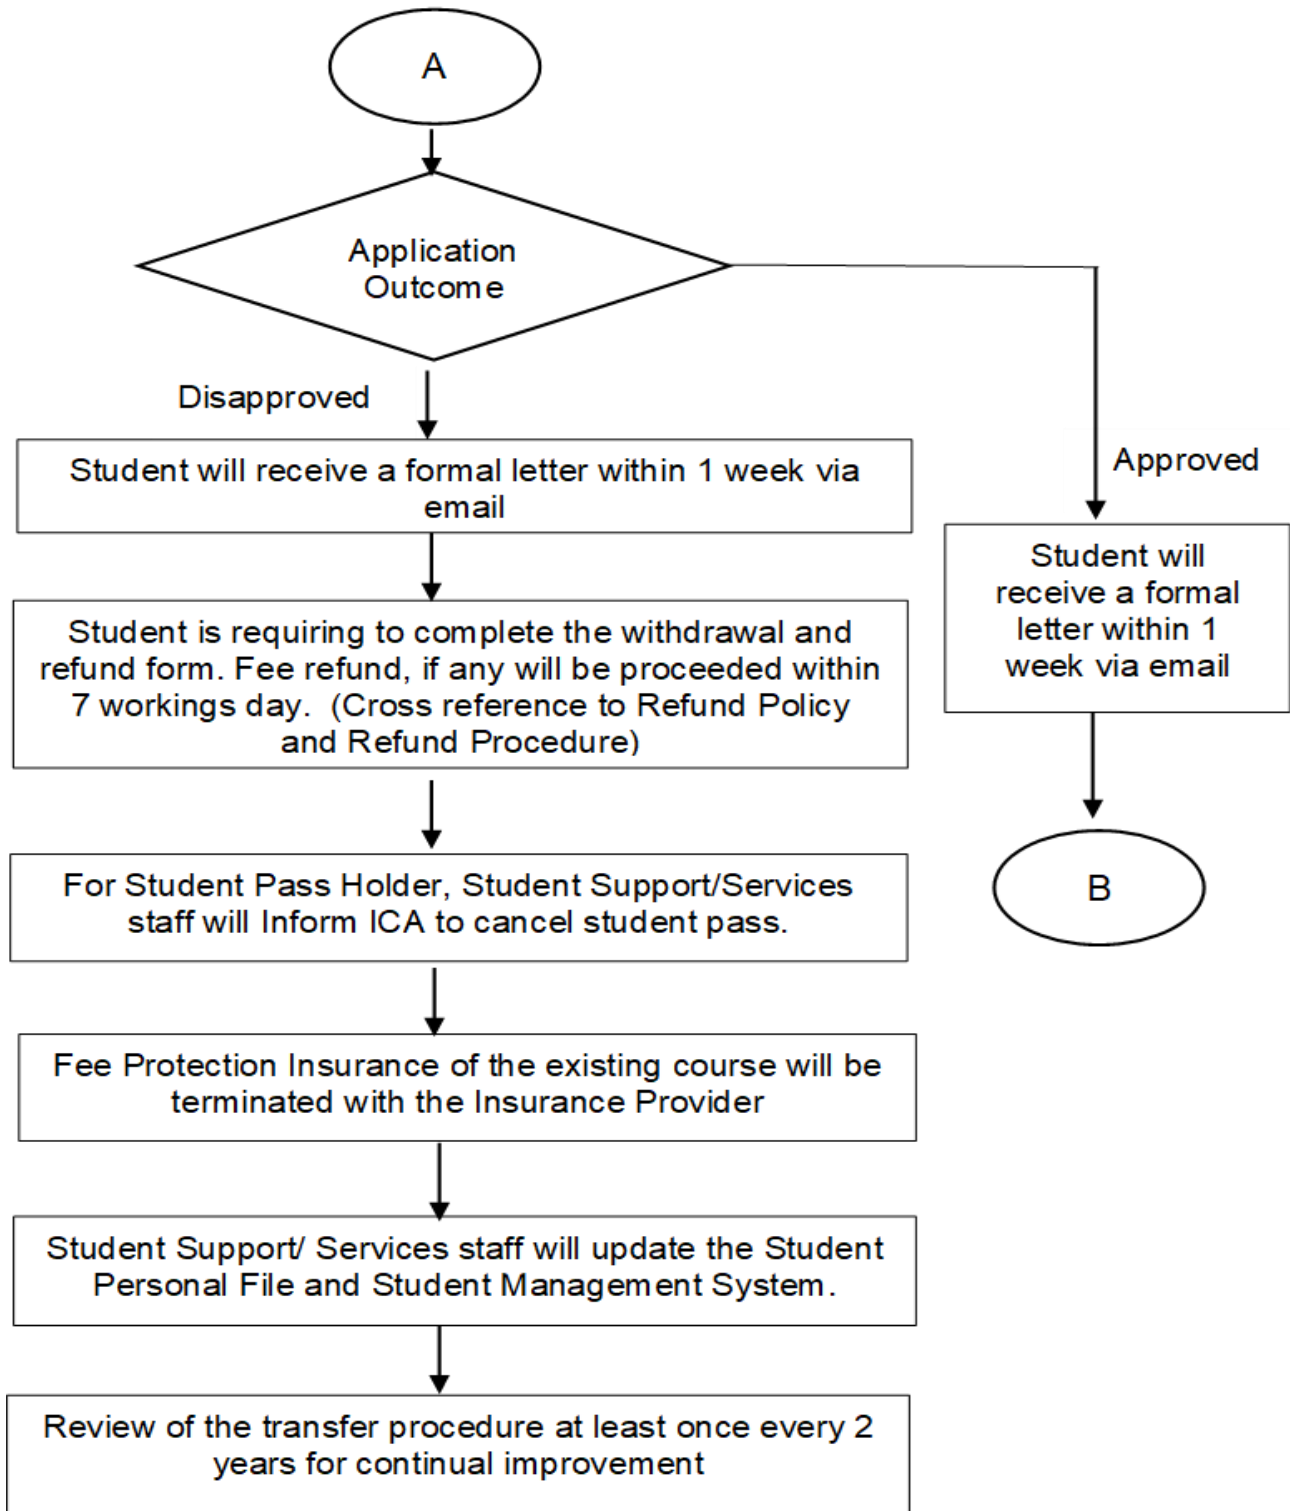 A
Application
Outcome
Disapproved
Student will receive a formal letter within 1 week via
email
Approved
Student will
receive a formal
letter within 1
week via email
Student is requiring to complete the withdrawal and
refund form. Fee refund, if any will be proceeded within
7 workings day.  (Cross reference to Refund Policy
and Refund Procedure)
B
For Student Pass Holder, Student Support/Services
staff will Inform ICA to cancel student pass.
Fee Protection Insurance of the existing course will be
terminated with the Insurance Provider
Student Support/ Services staff will update the Student
Personal File and Student Management System.
Review of the transfer procedure at least once every 2
years for continual improvement